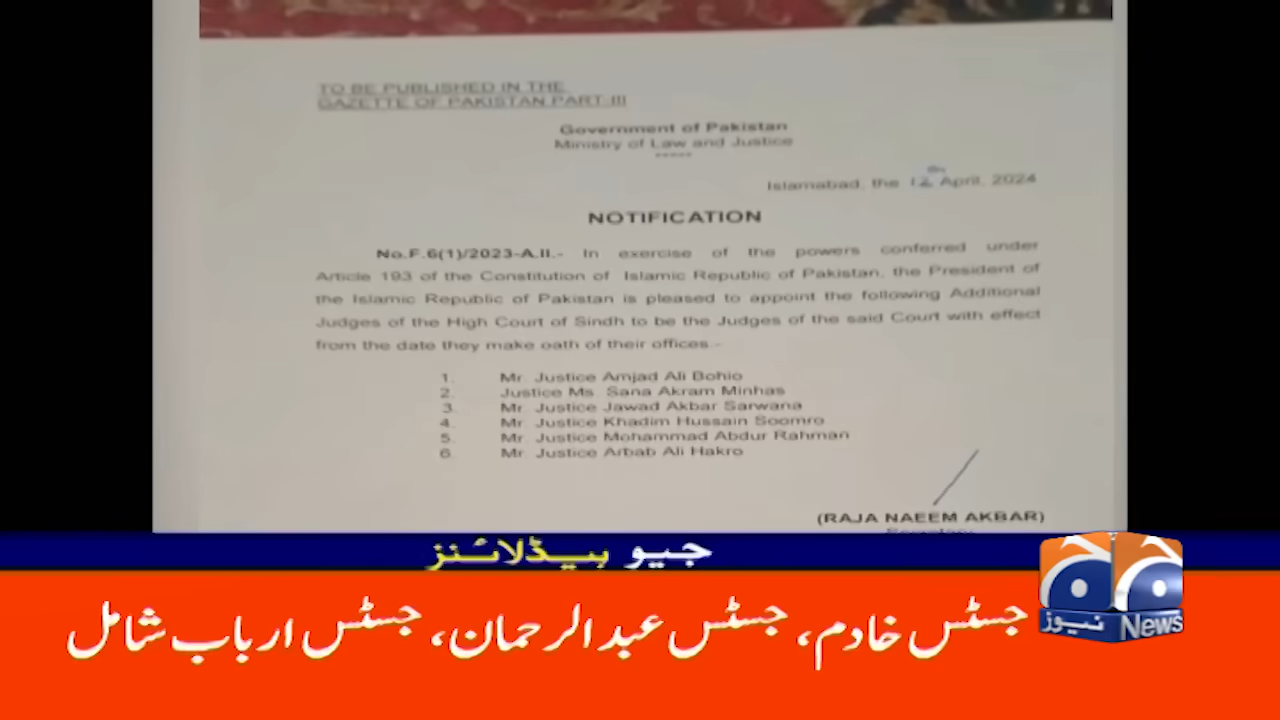 TO BE PUBLISHED IN THE
GAZETTE OF PAKISTAN PART-III
Government of Pakistan
Ministry of Law and Justice
*****
Islamabad, the 12 th April, 2024
NOTIFICATION
No.F.6(1)/2023-A.II.- In exercise of the powers conferred under
Article 193 of the Constitution of Islamic Republic of Pakistan, the President of
the Islamic Republic of Pakistan is pleased to appoint the following Additional
Judges of the High Court of Sindh to be the Judges of the said Court with effect
from the date they make oath of their offices:-
1. Mr. Justice Amjad Ali Bohio
2. Justice Ms. Sana Akram Minhas
3. Mr. Justice Jawad Akbar Sarwana
4. Mr. Justice Khadim Hussain Soomro
5. Mr. Justice Mohammad Abdur Rahman
6. Mr. Justice Arbab Ali Hakro
(RAJA NAEEM AKBAR)
Secretary
جیو ہیڈلائنز
جسٹس خادم، جسٹس عبدالرحمان، جسٹس ارباب شامل
جیو
نیوز News